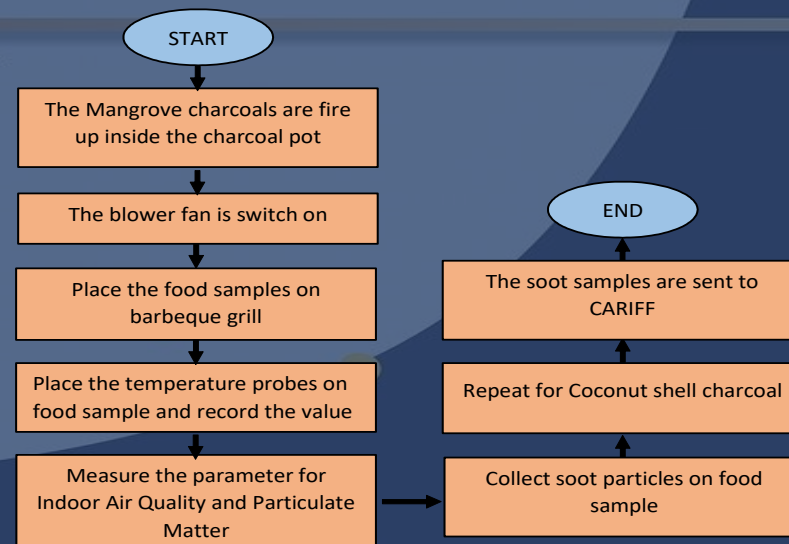 START
The Mangrove charcoals are fire
up inside the charcoal pot
The blower fan is switch on
Place the food samples on
barbeque grill
Place the temperature probes on
food sample and record the value
Measure the parameter for
Indoor Air Quality and Particulate
Matter
Collect soot particles on food
sample
Repeat for Coconut shell charcoal
The soot samples are sent to
CARIFF
END